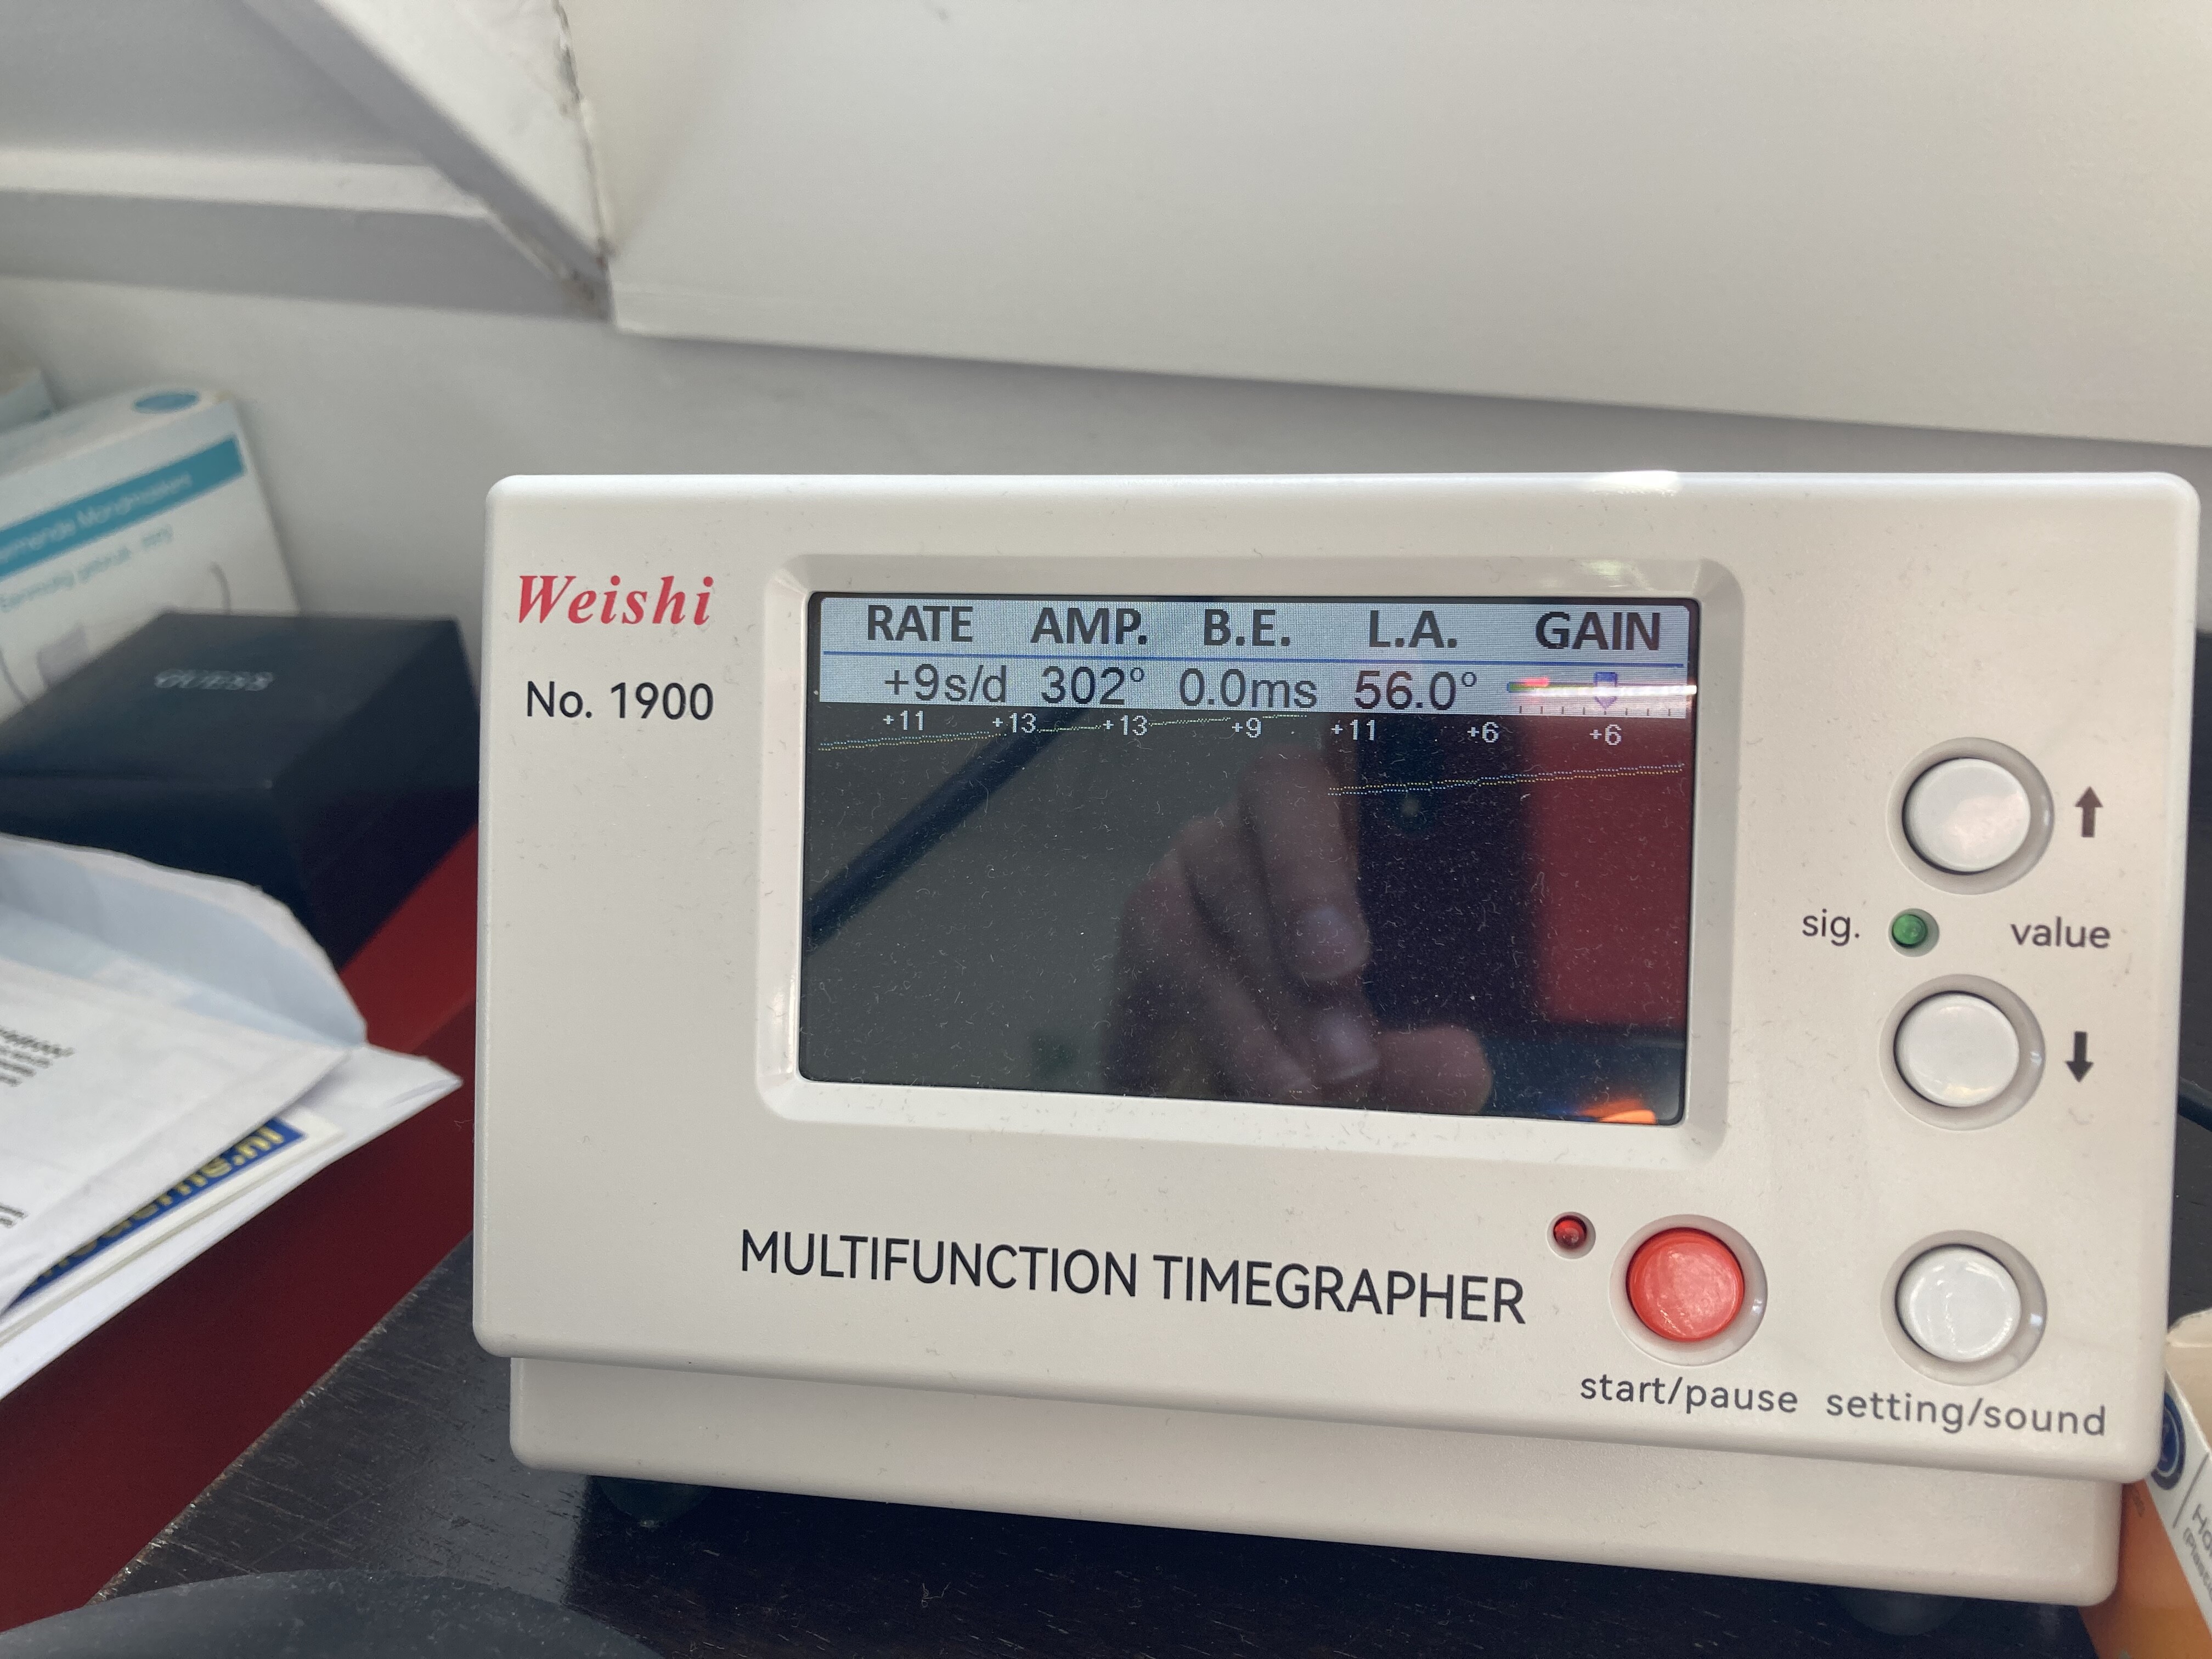 Weishi
No. 1900
RATE AMP. B.E. L.A. GAIN
+9s/d 302° 0.0ms 56.0°
+11 +13 +13 +9 +11 +6 +6
sig. value
MULTIFUNCTION TIMEGRAPHER
start/pause setting/sound
GUESS